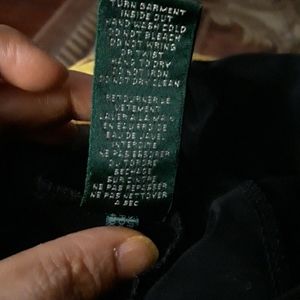 TURN GARMENT
INSIDE OUT
HAND WASH COLD
DO NOT BLEACH
DO NOT WRING
OR TWIST
HANG TO DRY
DO NOT IRON
DO NOT DRY CLEAN
RETOURNER LE
VETEMENT
LAVER A LA MAIN
EN EAU FROIDE
EAU DE JAVEL
INTERDITE
NE PAS ESSORER
OU TORDRE
SECHAGE
SUR CINTRE
NE PAS REPASSER
NE PAS NETTOYER
A SEC